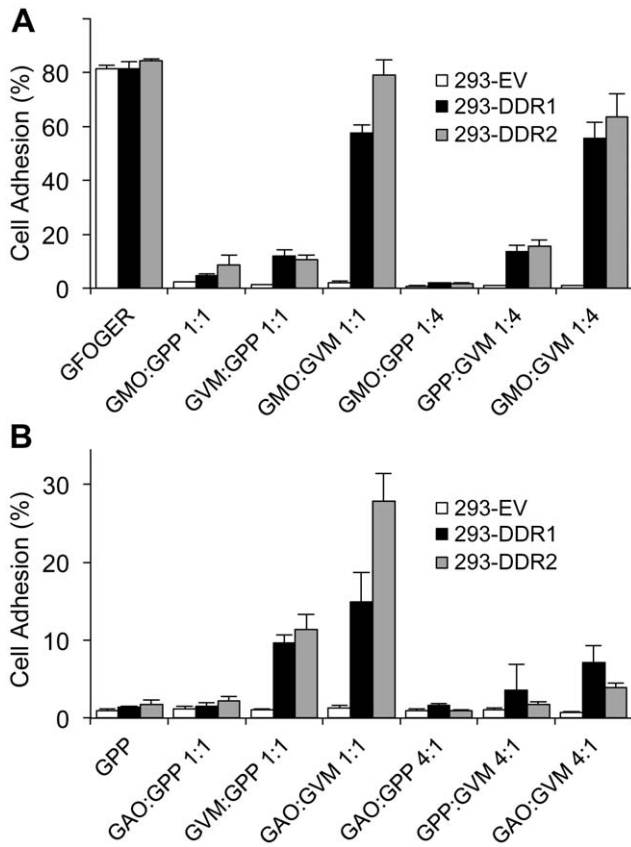 A
Cell Adhesion (%)
80
60
40
20
0
293-EV
293-DDR1
293-DDR2
GFOGER
GMO:GPP 1:1
GVM:GPP 1:1
GMO:GVM 1:1
GMO:GPP 1:4
GPP:GVM 1:4
GMO:GVM 1:4
B
Cell Adhesion (%)
30
20
10
0
293-EV
293-DDR1
293-DDR2
GPP
GAO:GPP 1:1
GVM:GPP 1:1
GAO:GVM 1:1
GAO:GPP 4:1
GPP:GVM 4:1
GAO:GVM 4:1